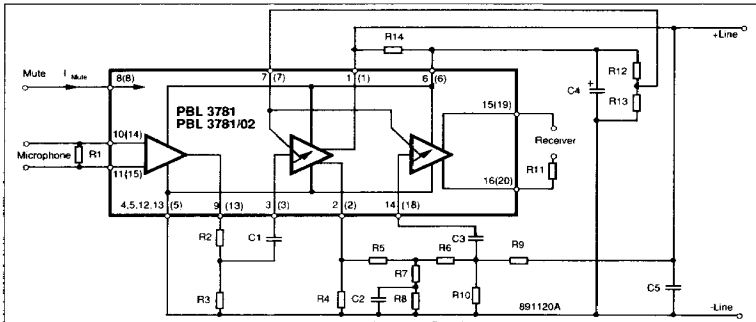 R14
+Line
Mute
I Mute
8(8)
7 (7)
1 (1)
6 (6)
R12
C4
+
R13
PBL 3781
PBL 3781/02
15(19)
10(14)
Microphone
R1
Receiver
11(15)
R11
16(20)
4,5,12,13 (5)
9 (13)
3 (3)
2 (2)
14 (18)
R2
C1
C3
R5
R6
R9
R7
R3
R4
C2
R8
R10
C5
891120A
-Line